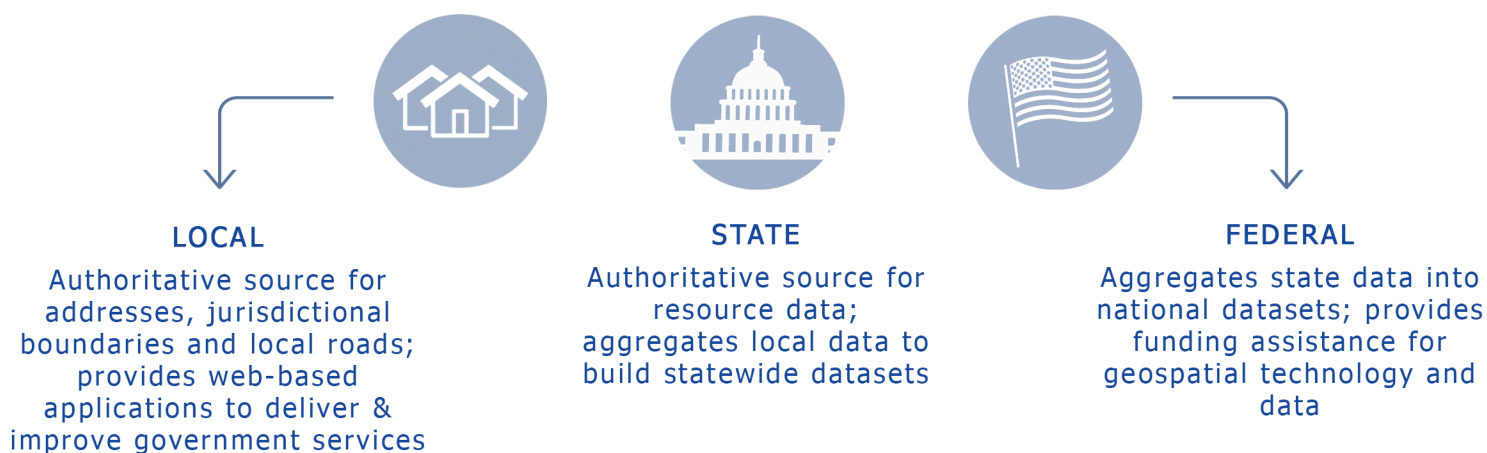 LOCAL
Authoritative source for
addresses, jurisdictional
boundaries and local roads;
provides web-based
applications to deliver &
improve government services
STATE
Authoritative source for
resource data;
aggregates local data to
build statewide datasets
FEDERAL
Aggregates state data into
national datasets; provides
funding assistance for
geospatial technology and
data